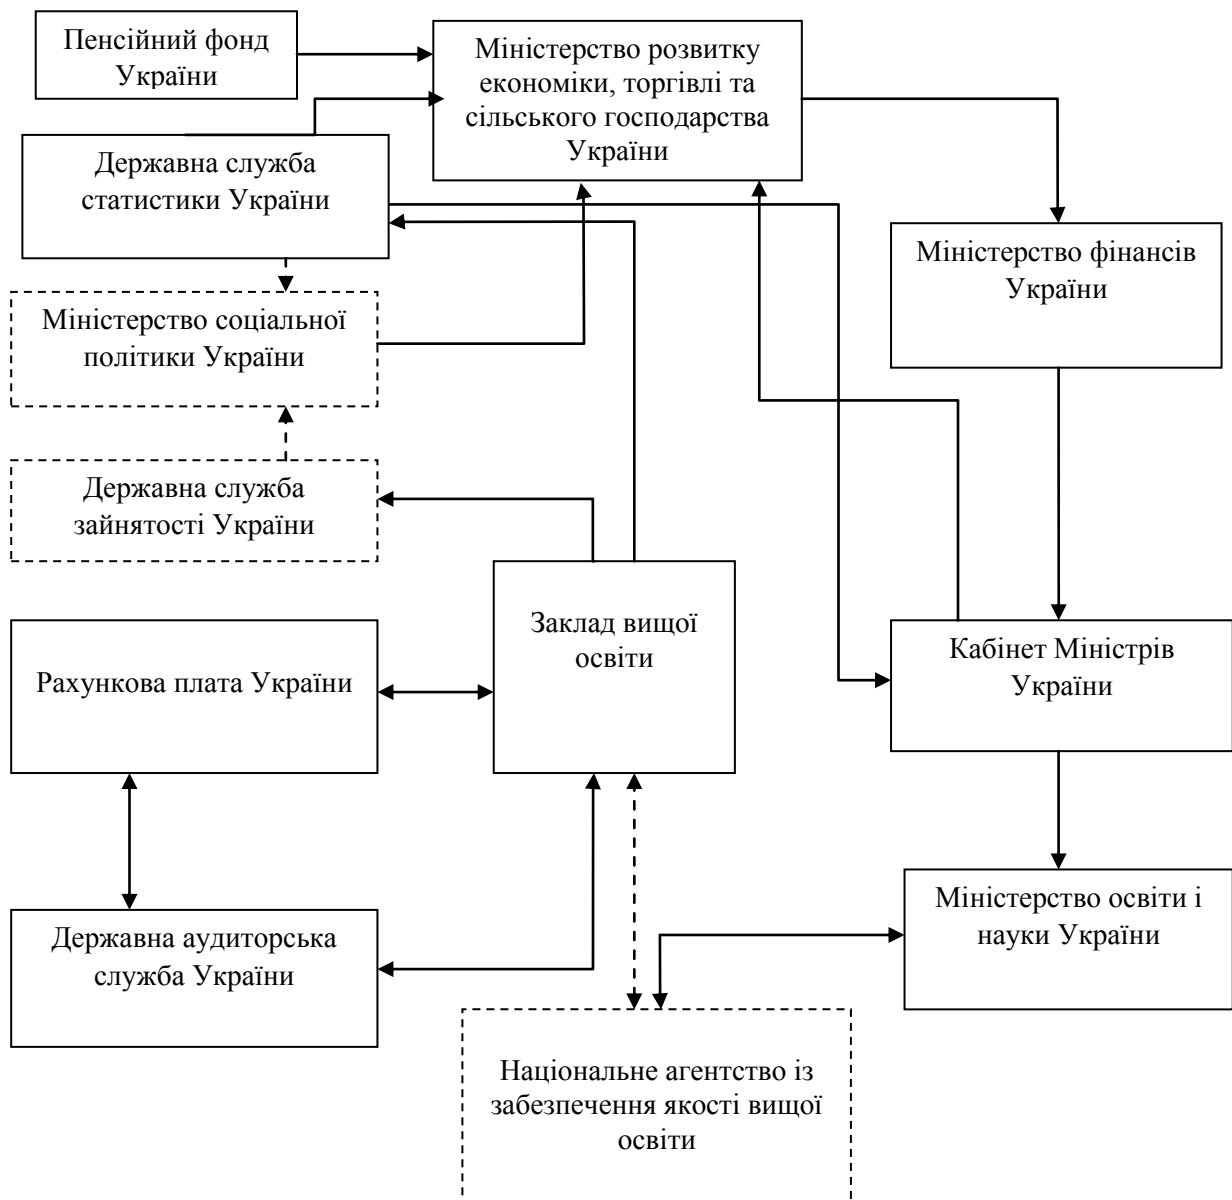 Пенсійний фонд
України
Міністерство розвитку
економіки, торгівлі та
сільського господарства
України
Державна служба
статистики України
Міністерство фінансів
України
Міністерство соціальної
політики України
Державна служба
зайнятості України
Заклад вищої
освіти
Кабінет Міністрів
України
Рахункова плата України
Міністерство освіти і
науки України
Державна аудиторська
служба України
Національне агентство із
забезпечення якості вищої
освіти